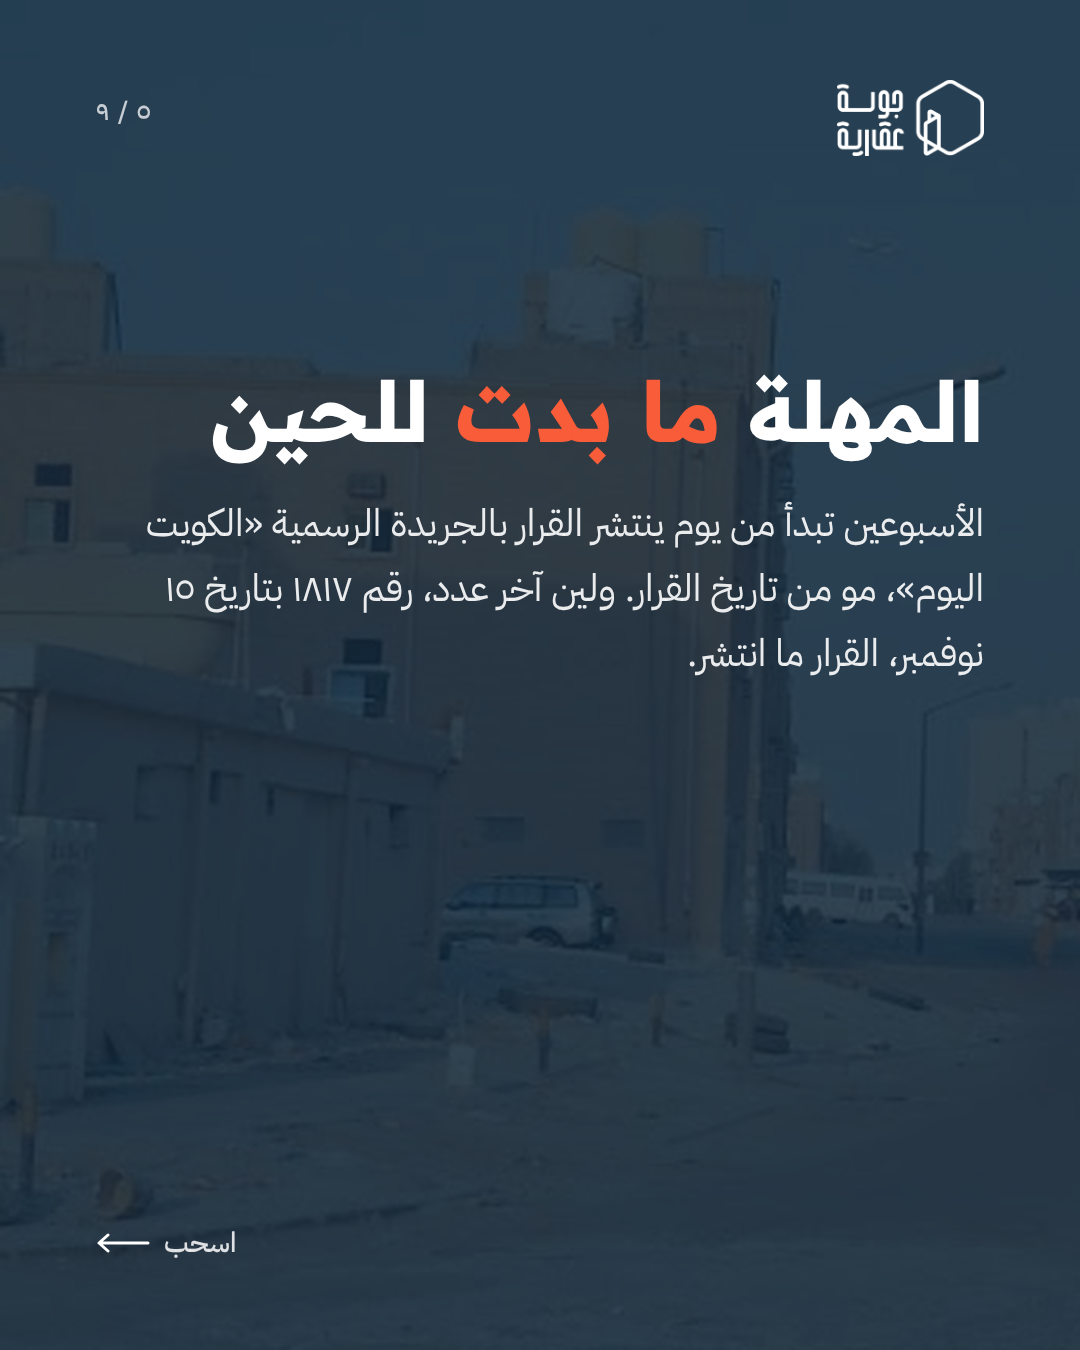 جوبة
عقارية
٥ / ٩
المهلة ما بدت للحين
الأسبوعين تبدأ من يوم ينتشر القرار بالجريدة الرسمية «الكويت
اليوم»، مو من تاريخ القرار. ولين آخر عدد، رقم ١٨١٧ بتاريخ ١٥
نوفمبر، القرار ما انتشر.
اسحب